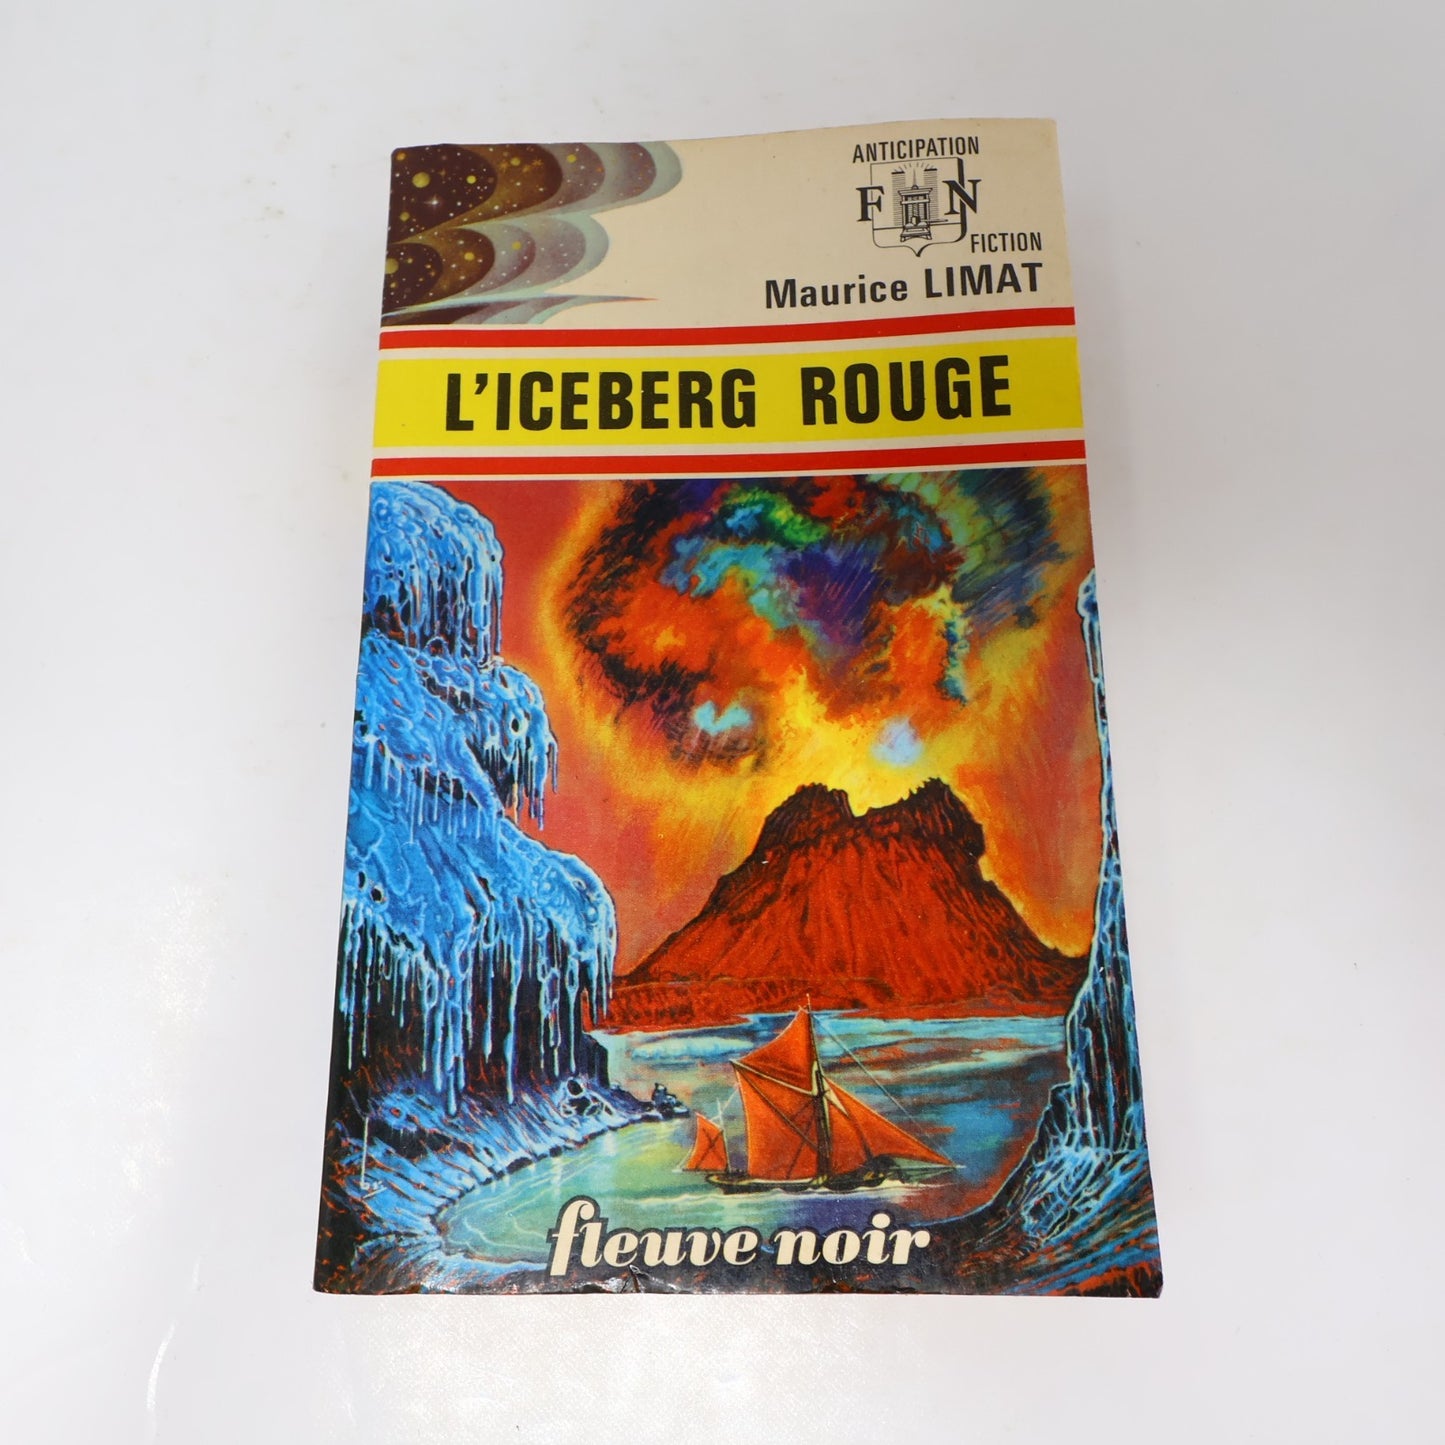 ANTICIPATION
F N
FICTION
Maurice LIMAT
L'ICEBERG ROUGE
fleuve noir